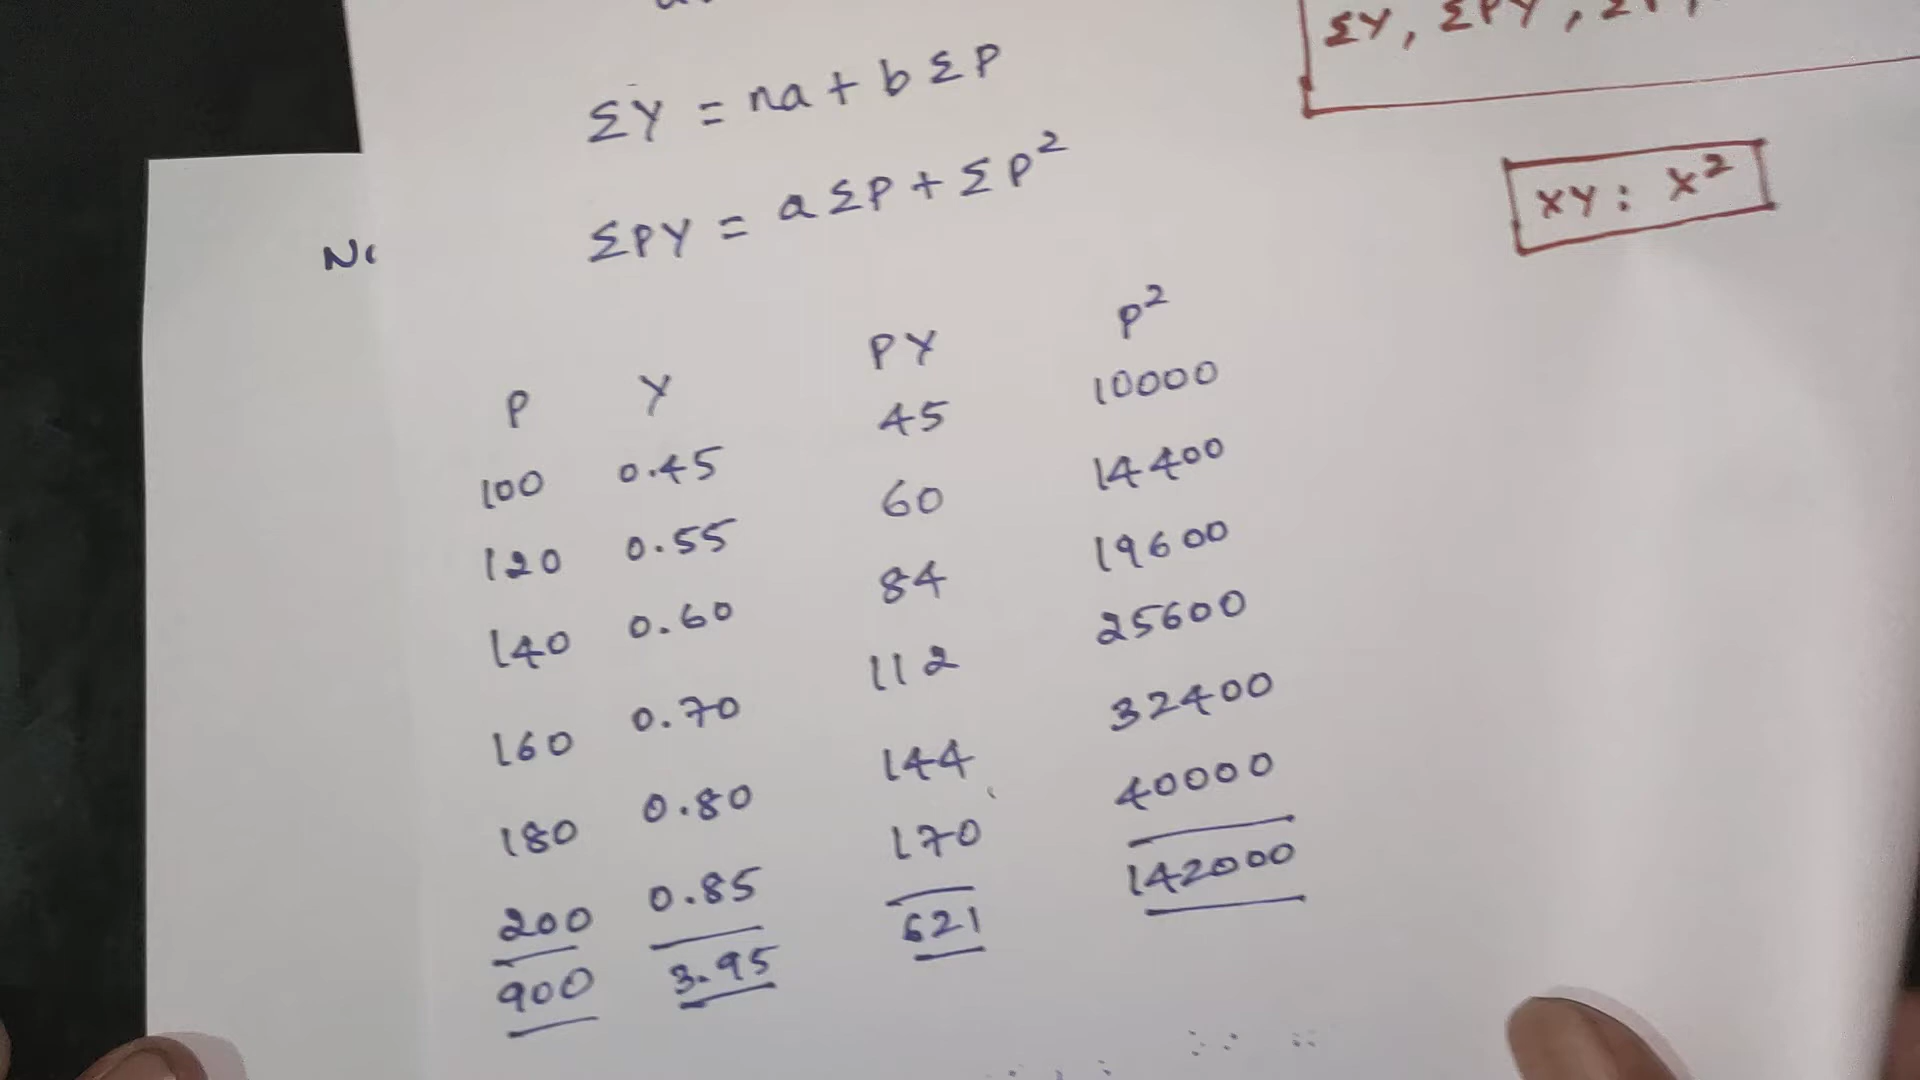 ΣY, ΣPY,
ΣY = na + bΣP
XY : X²
ΣPY = aΣP + ΣP²
P Y PY P²
100 0.45 45 10000
120 0.55 60 14400
140 0.60 84 19600
160 0.70 112 25600
180 0.80 144 32400
200 0.85 170 40000
900 3.95 621 142000